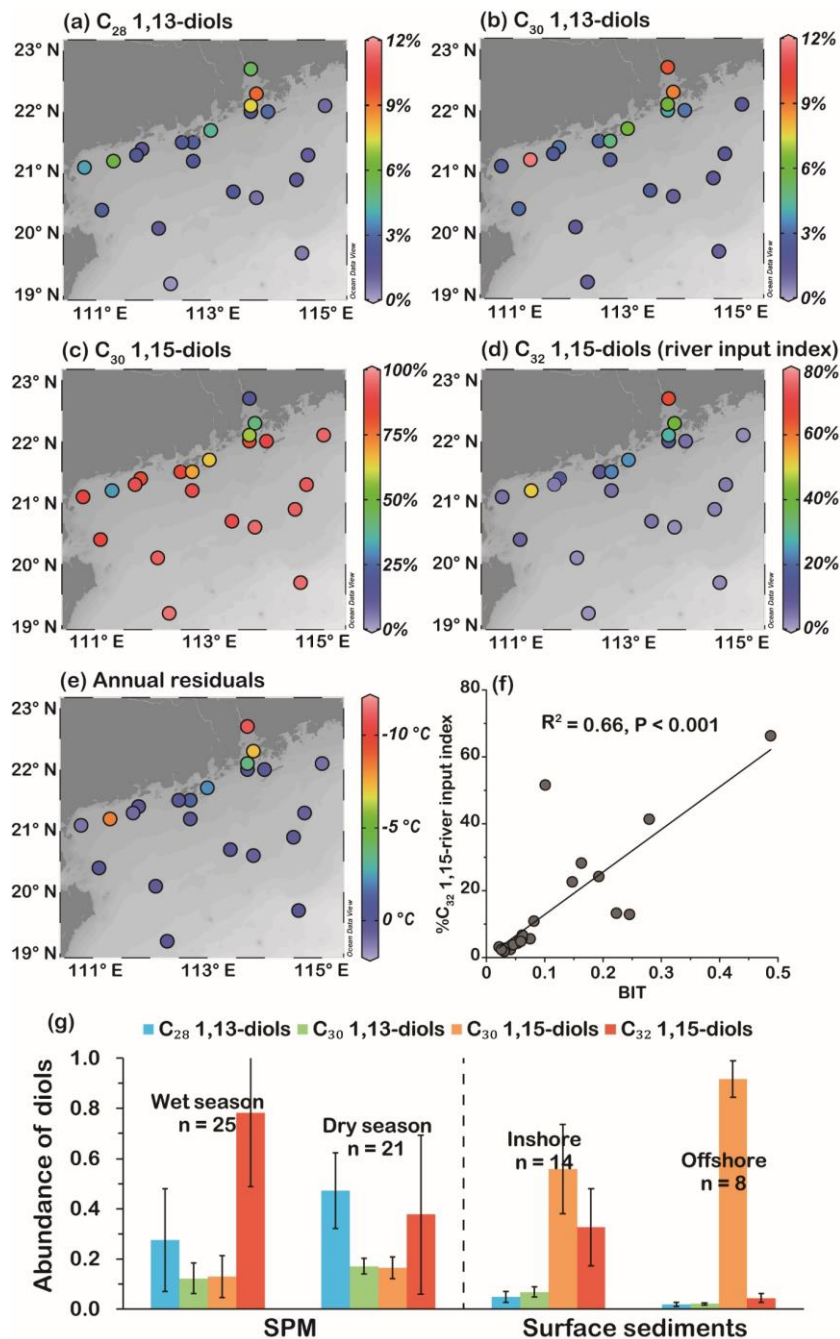 (a) C₂₈ 1,13-diols
(b) C₃₀ 1,13-diols
23° N
22° N
21° N
20° N
19° N
111° E 113° E 115° E
12%
9%
6%
3%
0%
Ocean Data View
23° N
22° N
21° N
20° N
19° N
111° E 113° E 115° E
12%
9%
6%
3%
0%
Ocean Data View
(c) C₃₀ 1,15-diols
(d) C₃₂ 1,15-diols (river input index)
23° N
22° N
21° N
20° N
19° N
111° E 113° E 115° E
100%
75%
50%
25%
0%
Ocean Data View
23° N
22° N
21° N
20° N
19° N
111° E 113° E 115° E
80%
60%
40%
20%
0%
Ocean Data View
(e) Annual residuals
23° N
22° N
21° N
20° N
19° N
111° E 113° E 115° E
-10 °C
-5 °C
0 °C
Ocean Data View
(f)
R² = 0.66, P < 0.001
%C₃₂ 1,15-river input index
80
60
40
20
0
0 0.1 0.2 0.3 0.4 0.5
BIT
(g)
C₂₈ 1,13-diols C₃₀ 1,13-diols C₃₀ 1,15-diols C₃₂ 1,15-diols
Abundance of diols
1.0
0.8
0.6
0.4
0.2
0.0
Wet season
n = 25
Dry season
n = 21
Inshore
n = 14
Offshore
n = 8
SPM
Surface sediments